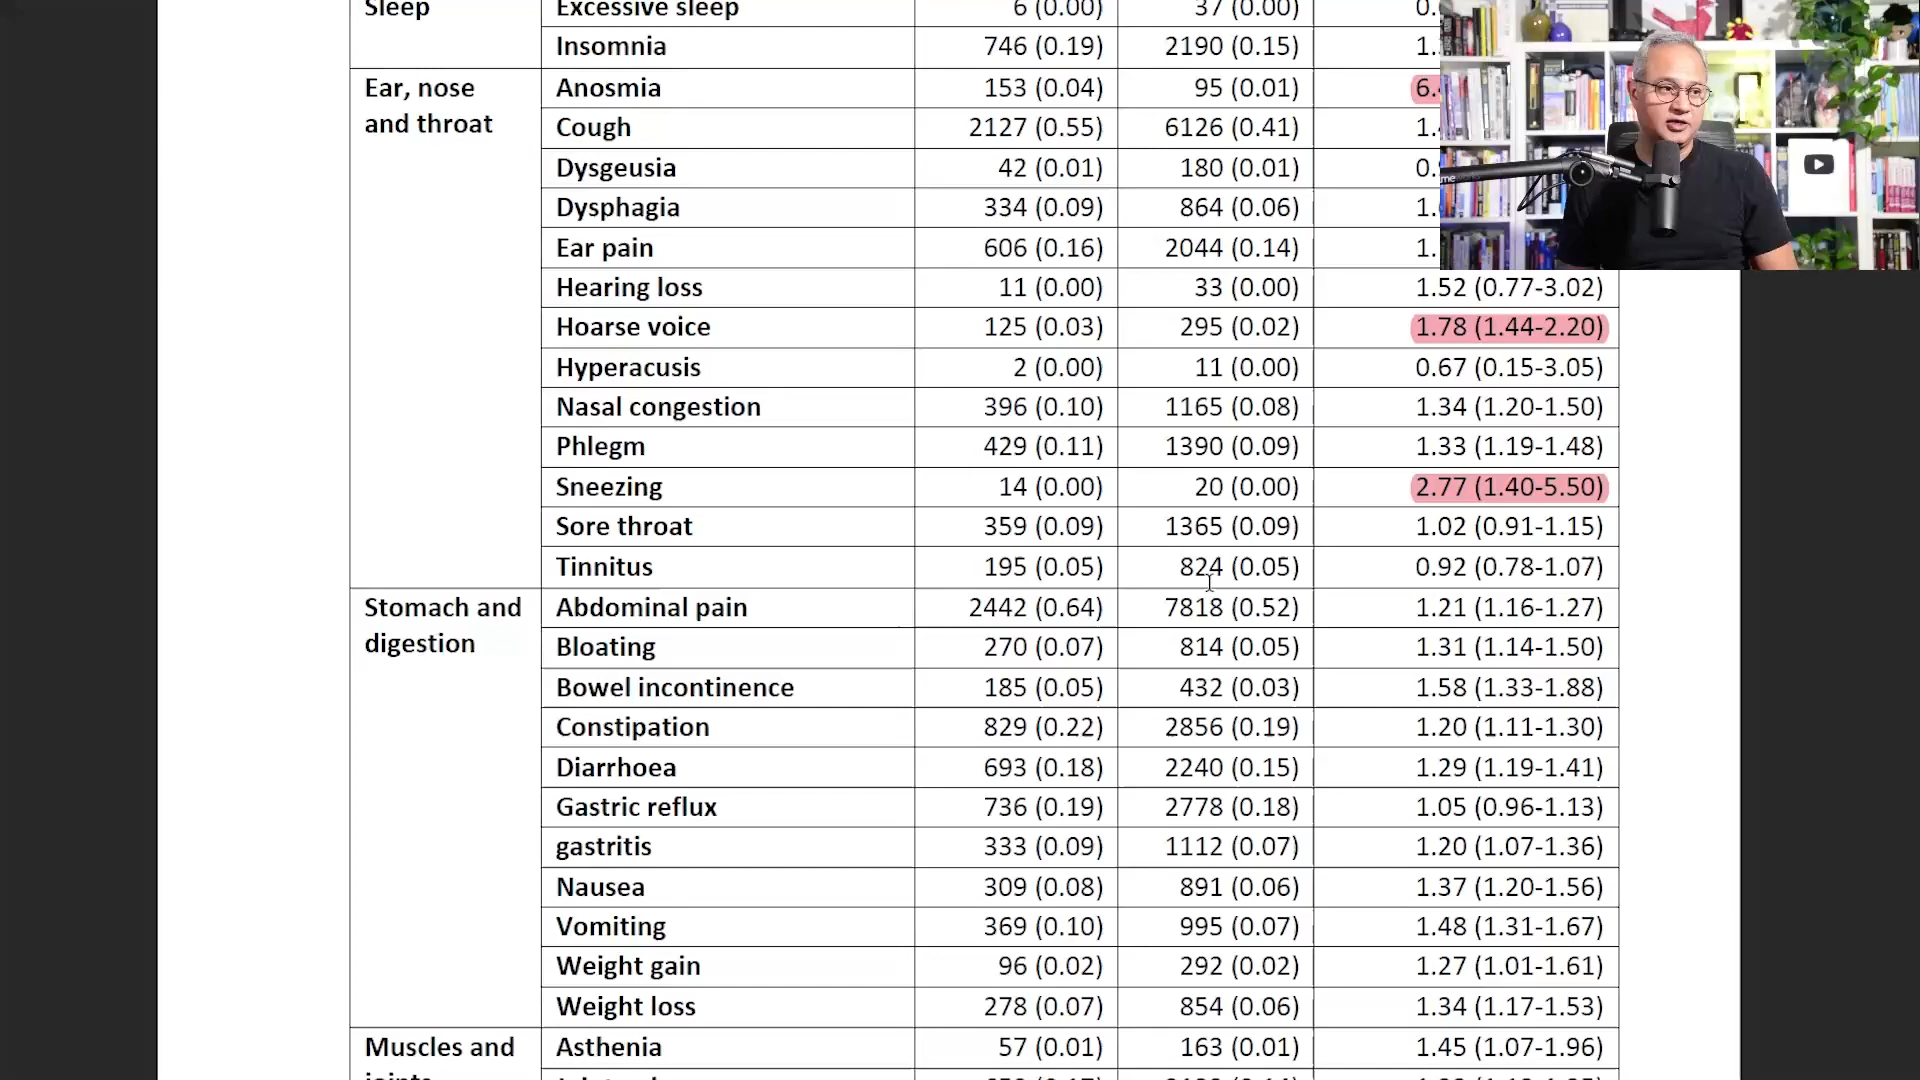 Sleep Excessive sleep 6 (0.00) 37 (0.00) 0.
Insomnia 746 (0.19) 2190 (0.15) 1.
Ear, nose Anosmia 153 (0.04) 95 (0.01) 6.
and throat Cough 2127 (0.55) 6126 (0.41) 1.
Dysgeusia 42 (0.01) 180 (0.01) 0.
Dysphagia 334 (0.09) 864 (0.06) 1.
Ear pain 606 (0.16) 2044 (0.14) 1.
Hearing loss 11 (0.00) 33 (0.00) 1.52 (0.77-3.02)
Hoarse voice 125 (0.03) 295 (0.02) 1.78 (1.44-2.20)
Hyperacusis 2 (0.00) 11 (0.00) 0.67 (0.15-3.05)
Nasal congestion 396 (0.10) 1165 (0.08) 1.34 (1.20-1.50)
Phlegm 429 (0.11) 1390 (0.09) 1.33 (1.19-1.48)
Sneezing 14 (0.00) 20 (0.00) 2.77 (1.40-5.50)
Sore throat 359 (0.09) 1365 (0.09) 1.02 (0.91-1.15)
Tinnitus 195 (0.05) 824 (0.05) 0.92 (0.78-1.07)
Stomach and Abdominal pain 2442 (0.64) 7818 (0.52) 1.21 (1.16-1.27)
digestion Bloating 270 (0.07) 814 (0.05) 1.31 (1.14-1.50)
Bowel incontinence 185 (0.05) 432 (0.03) 1.58 (1.33-1.88)
Constipation 829 (0.22) 2856 (0.19) 1.20 (1.11-1.30)
Diarrhoea 693 (0.18) 2240 (0.15) 1.29 (1.19-1.41)
Gastric reflux 736 (0.19) 2778 (0.18) 1.05 (0.96-1.13)
gastritis 333 (0.09) 1112 (0.07) 1.20 (1.07-1.36)
Nausea 309 (0.08) 891 (0.06) 1.37 (1.20-1.56)
Vomiting 369 (0.10) 995 (0.07) 1.48 (1.31-1.67)
Weight gain 96 (0.02) 292 (0.02) 1.27 (1.01-1.61)
Weight loss 278 (0.07) 854 (0.06) 1.34 (1.17-1.53)
Muscles and Asthenia 57 (0.01) 163 (0.01) 1.45 (1.07-1.96)